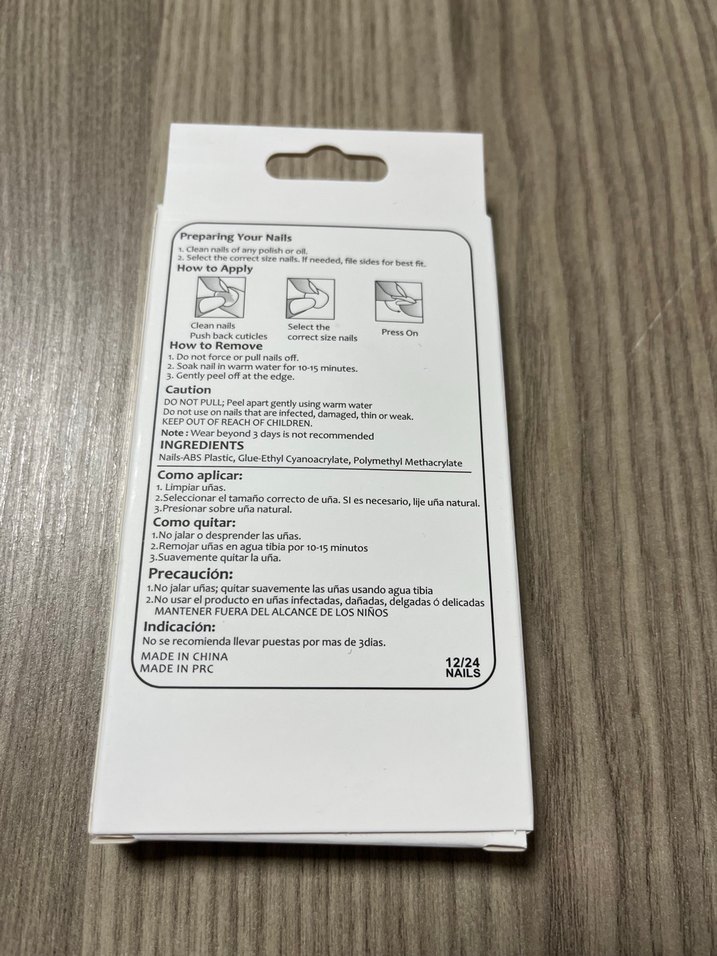 Preparing Your Nails
1. Clean nails of any polish or oil.
2. Select the correct size nails. If needed, file sides for best fit.
How to Apply
Clean nails
Push back cuticles
Select the
correct size nails
Press On
How to Remove
1. Do not force or pull nails off.
2. Soak nail in warm water for 10-15 minutes.
3. Gently peel off at the edge.
Caution
DO NOT PULL; Peel apart gently using warm water
Do not use on nails that are infected, damaged, thin or weak.
KEEP OUT OF REACH OF CHILDREN.
Note : Wear beyond 3 days is not recommended
INGREDIENTS
Nails-ABS Plastic, Glue-Ethyl Cyanoacrylate, Polymethyl Methacrylate
Como aplicar:
1. Limpiar uñas.
2.Seleccionar el tamaño correcto de uña. SI es necesario, lije uña natural.
3.Presionar sobre uña natural.
Como quitar:
1.No jalar o desprender las uñas.
2.Remojar uñas en agua tibia por 10-15 minutos
3.Suavemente quitar la uña.
Precaución:
1.No jalar uñas; quitar suavemente las uñas usando agua tibia
2.No usar el producto en uñas infectadas, dañadas, delgadas ó delicadas
MANTENER FUERA DEL ALCANCE DE LOS NIÑOS
Indicación:
No se recomienda llevar puestas por mas de 3dias.
MADE IN CHINA
MADE IN PRC
12/24
NAILS